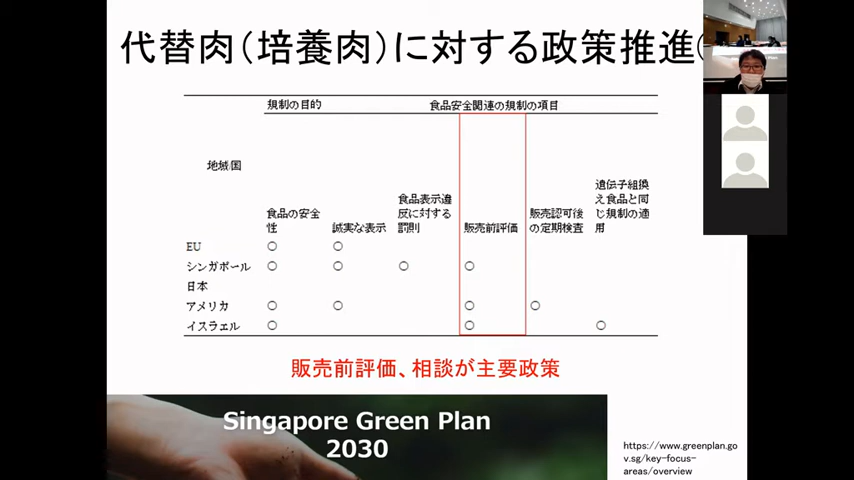 代替肉（培養肉）に対する政策推進（
規制の目的
食品安全関連の規制の項目
地域/国
食品の安全
性
誠実な表示
食品表示違
反に対する
罰則
販売前評価
販売認可後
の定期検査
遺伝子組換
え食品と同
じ規制の適
用
EU ○ ○
シンガポール ○ ○ ○ ○
日本
アメリカ ○ ○ ○ ○
イスラエル ○ ○ ○
販売前評価、相談が主要政策
Singapore Green Plan
2030
https://www.greenplan.go
v.sg/key-focus-
areas/overview